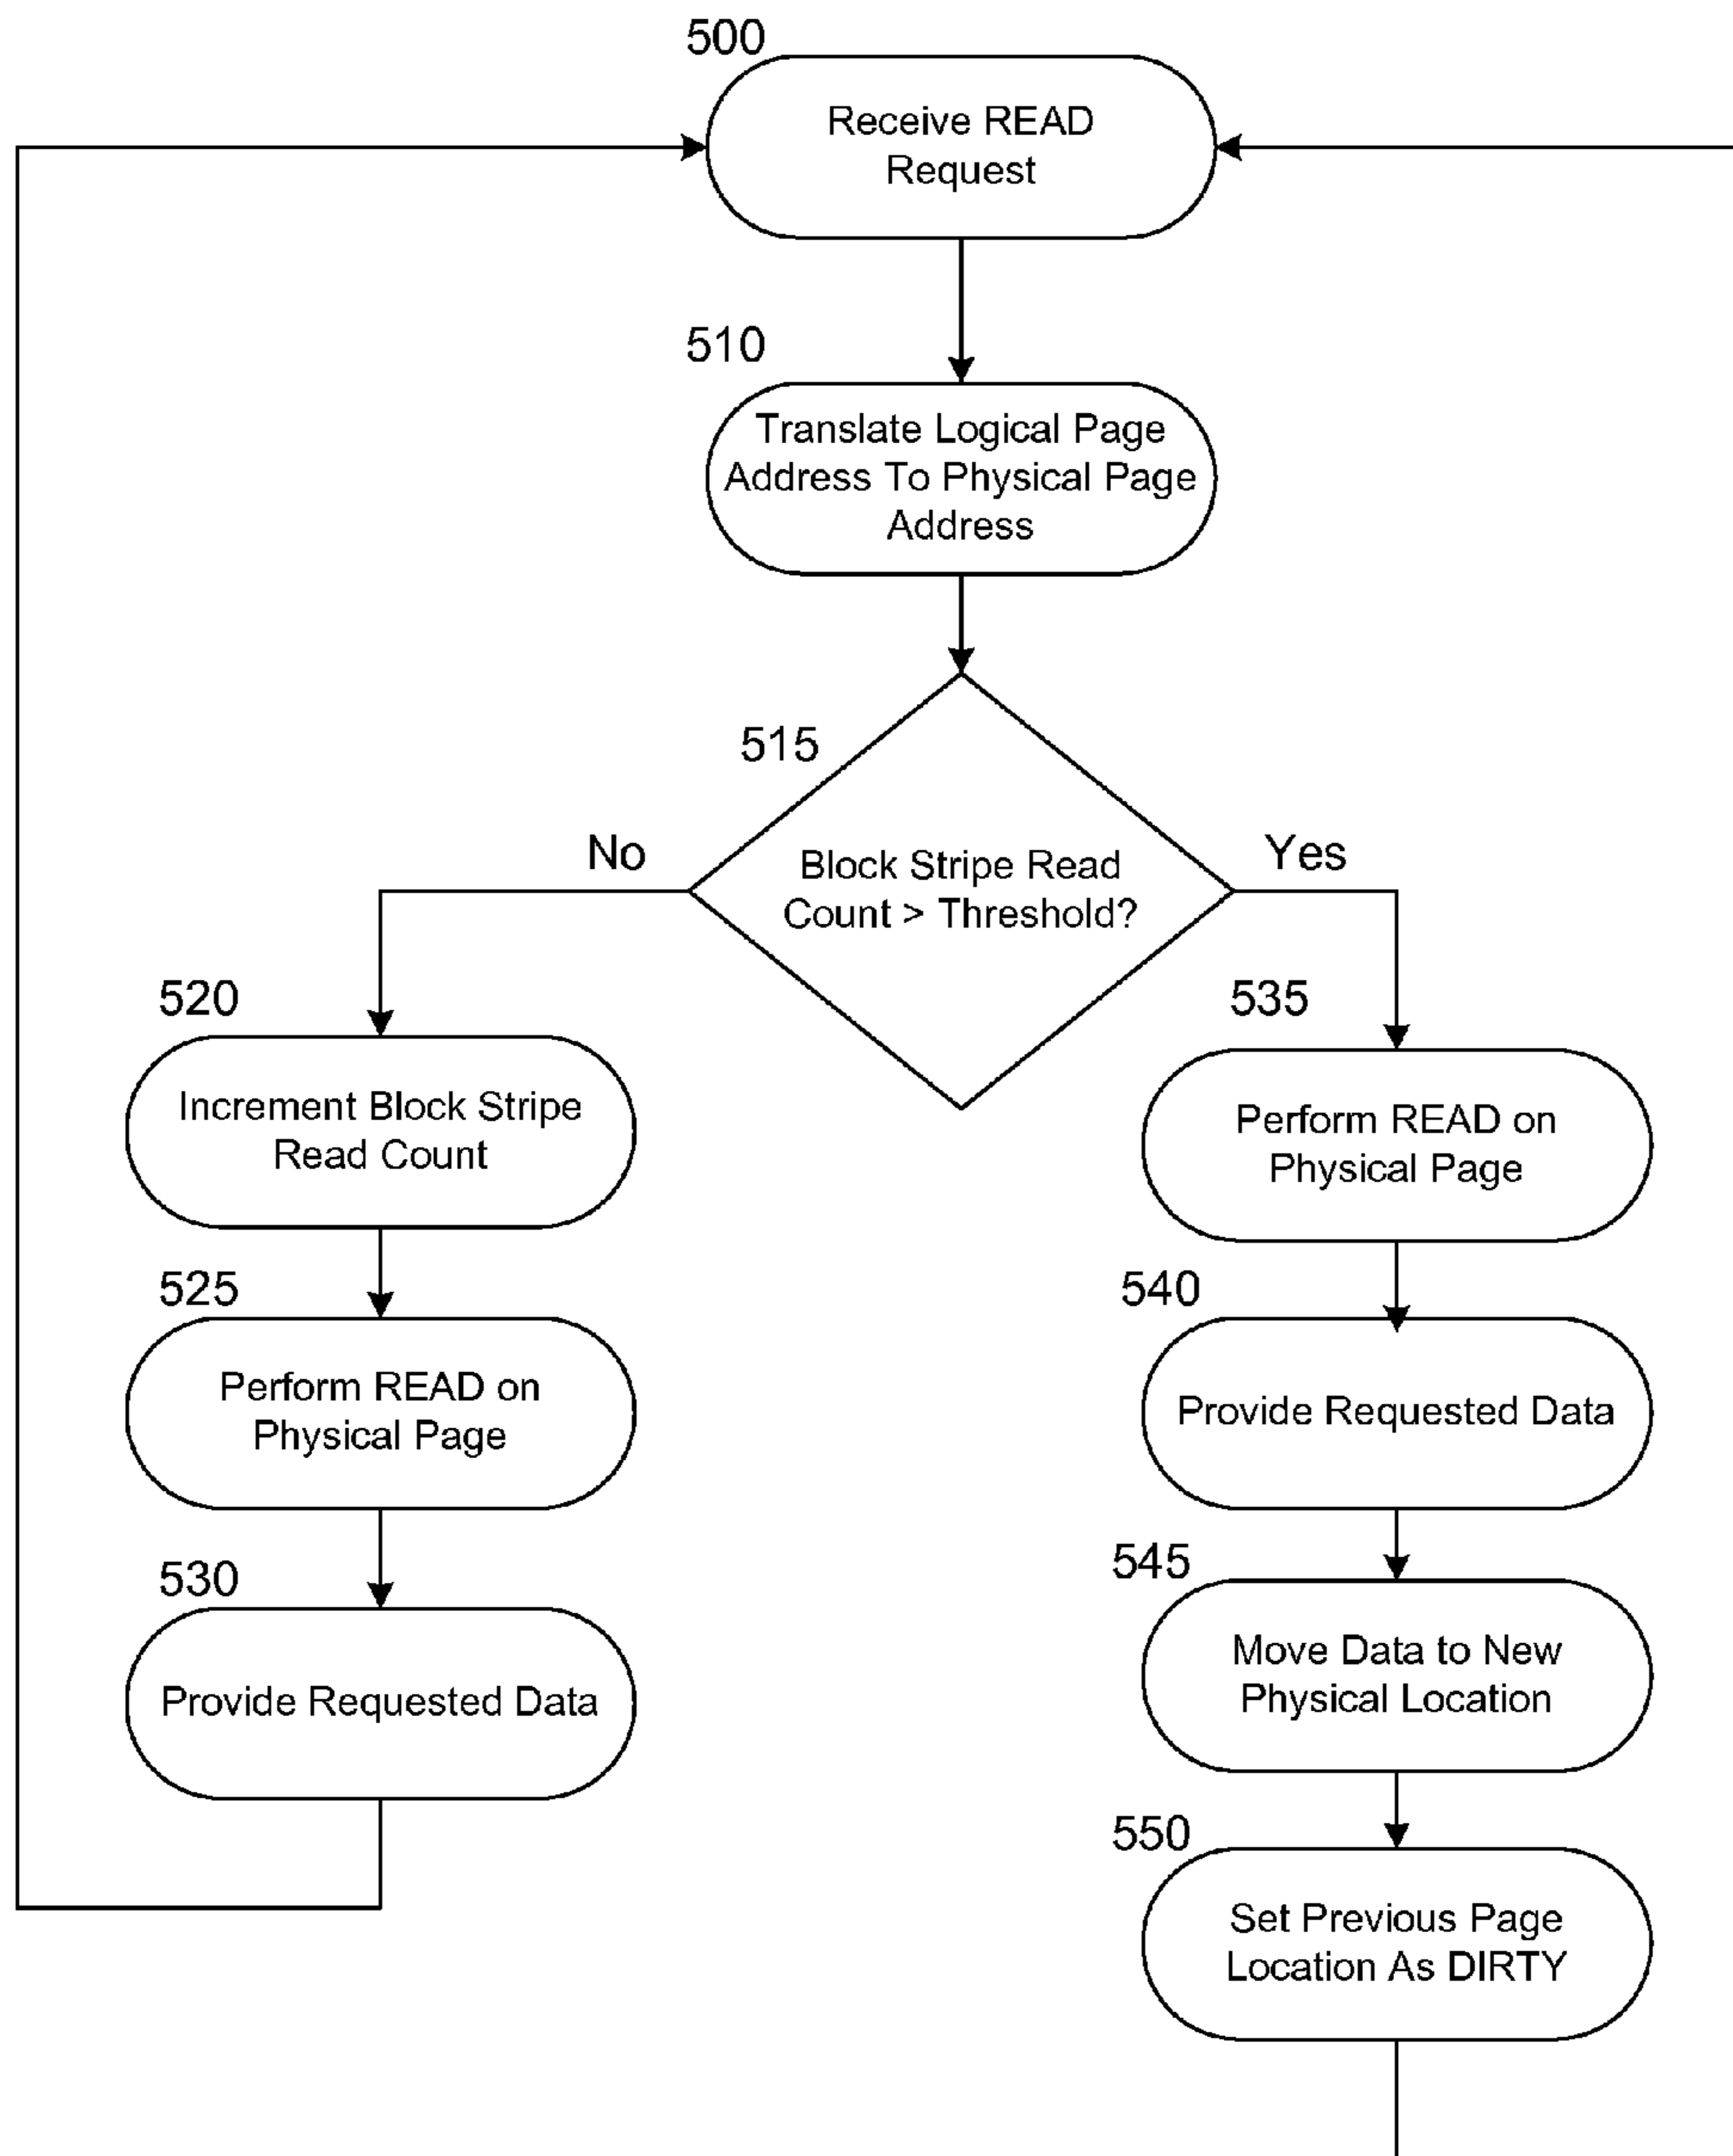 500
Receive READ
Request
510
Translate Logical Page
Address To Physical Page
Address
515
No
Block Stripe Read
Count > Threshold?
Yes
520
Increment Block Stripe
Read Count
525
Perform READ on
Physical Page
530
Provide Requested Data
535
Perform READ on
Physical Page
540
Provide Requested Data
545
Move Data to New
Physical Location
550
Set Previous Page
Location As DIRTY